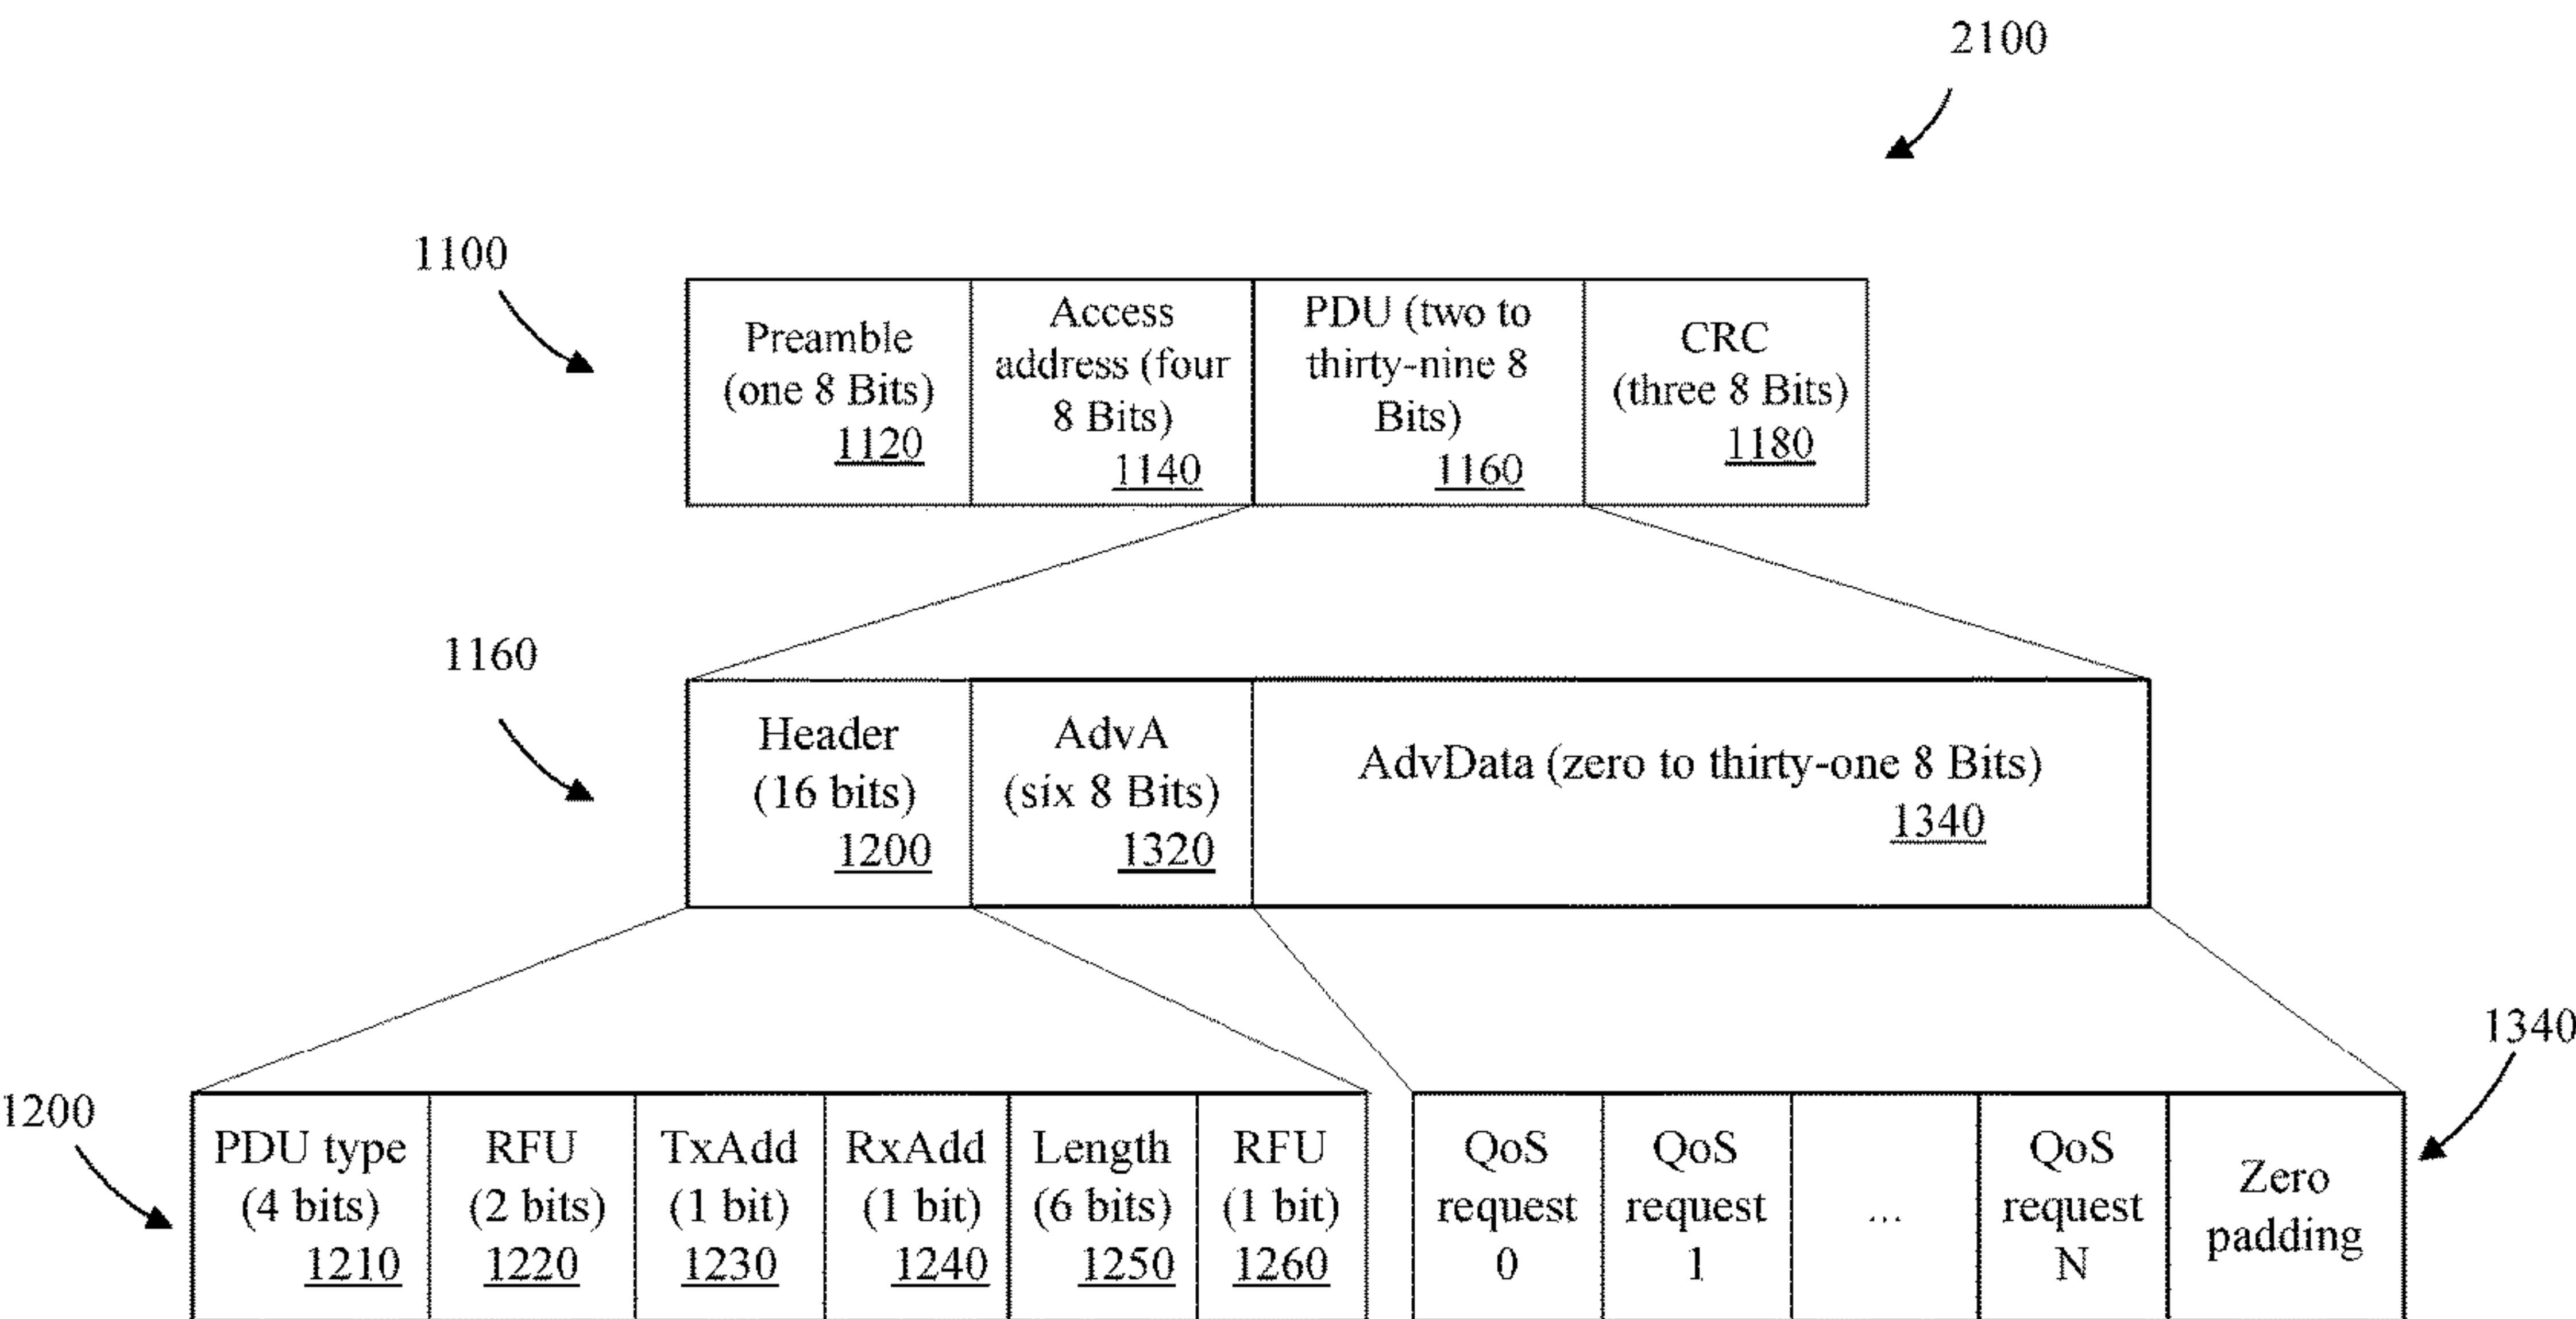 2100
1100
Preamble
(one 8 Bits)
1120
Access
address (four
8 Bits)
1140
PDU (two to
thirty-nine 8
Bits)
1160
CRC
(three 8 Bits)
1180
1160
Header
(16 bits)
1200
AdvA
(six 8 Bits)
1320
AdvData (zero to thirty-one 8 Bits)
1340
1200
PDU type
(4 bits)
1210
RFU
(2 bits)
1220
TxAdd
(1 bit)
1230
RxAdd
(1 bit)
1240
Length
(6 bits)
1250
RFU
(1 bit)
1260
1340
QoS
request
0
QoS
request
1
...
QoS
request
N
Zero
padding